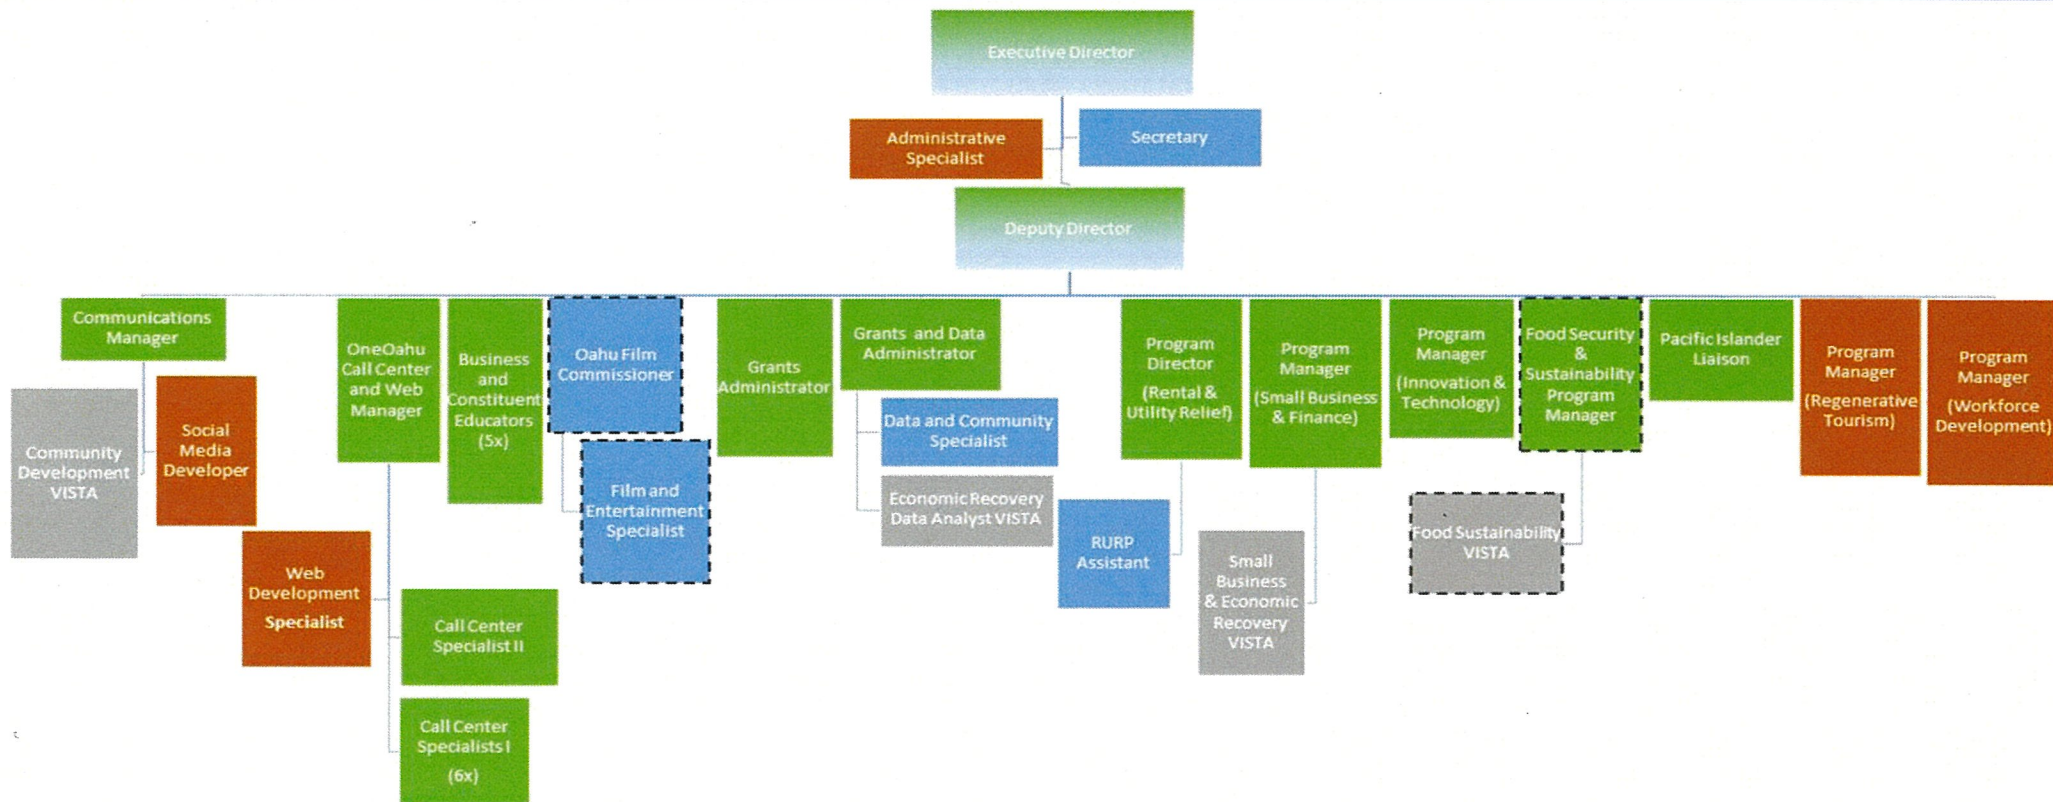 Executive Director
Administrative
Specialist
Secretary
Deputy Director
Communications
Manager
Community
Development
VISTA
Social
Media
Developer
OneOahu
Call Center
and Web
Manager
Web
Development
Specialist
Call Center
Specialist II
Call Center
Specialists I
(6x)
Business
and
Constituent
Educators
(5x)
Oahu Film
Commissioner
Film and
Entertainment
Specialist
Grants
Administrator
Grants and Data
Administrator
Data and Community
Specialist
Economic Recovery
Data Analyst VISTA
Program
Director
(Rental &
Utility Relief)
RURP
Assistant
Program
Manager
(Small Business
& Finance)
Small
Business
& Economic
Recovery
VISTA
Program
Manager
(Innovation &
Technology)
Food Security
&
Sustainability
Program
Manager
Food Sustainability
VISTA
Pacific Islander
Liaison
Program
Manager
(Regenerative
Tourism)
Program
Manager
(Workforce
Development)